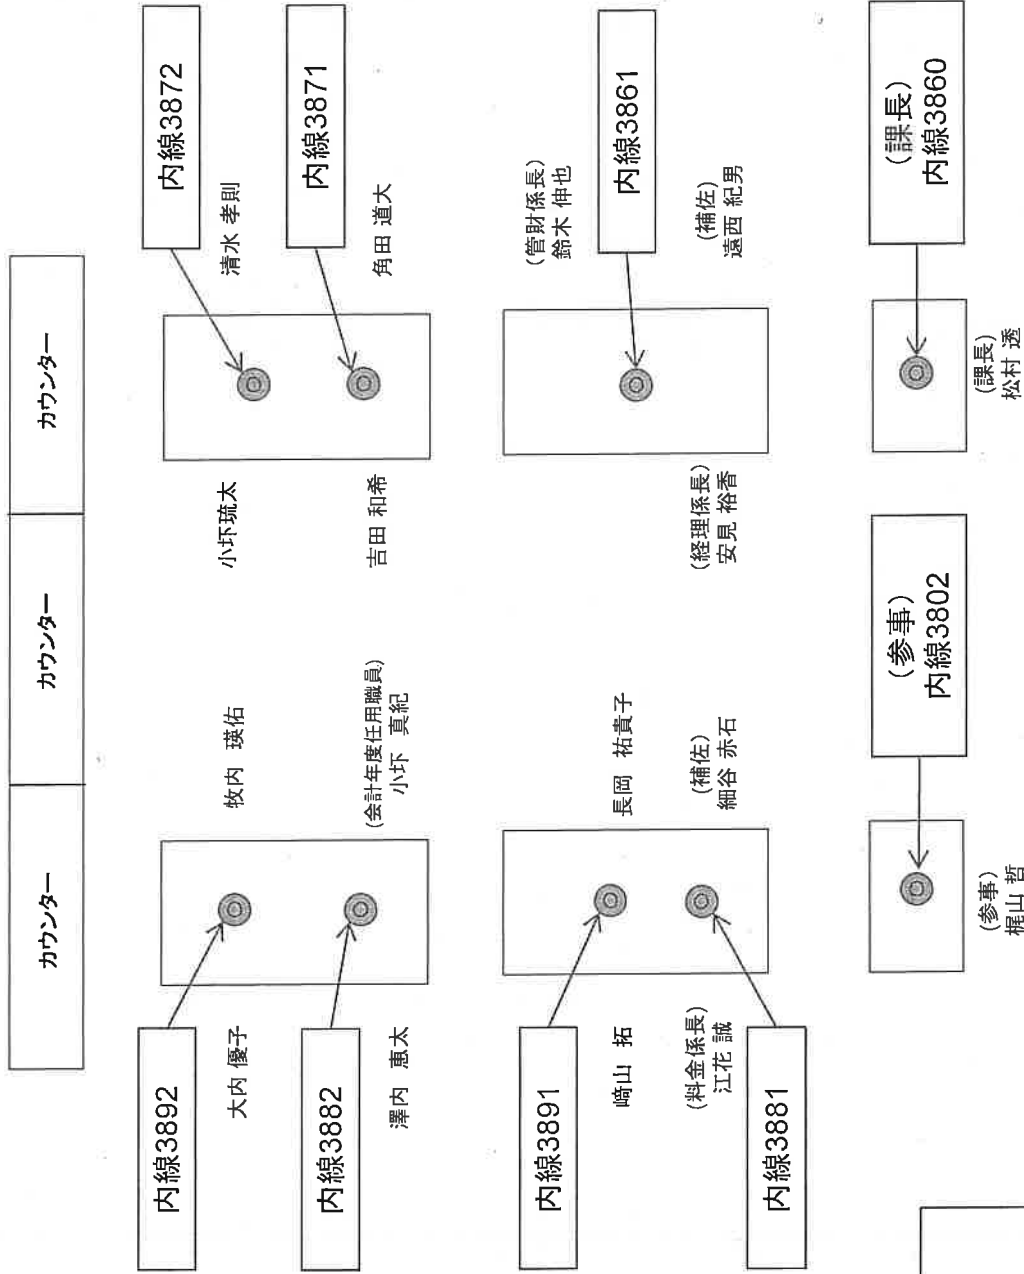 カウンター
カウンター
カウンター
内線3892
大内 優子
牧内 瑛佑
小圷琉太
清水 孝則
内線3872
内線3882
澤内 恵太
(会計年度任用職員)
小圷 真紀
吉田 和希
角田 道大
内線3871
内線3891
﨑山 拓
長岡 祐貴子
(管財係長)
鈴木 伸也
内線3861
(料金係長)
江花 誠
(補佐)
細谷 赤石
(経理係長)
安見 裕香
(補佐)
遠西 紀男
内線3881
(参事)
内線3802
(課長)
内線3860
(参事)
梶山 哲
(課長)
松村 透